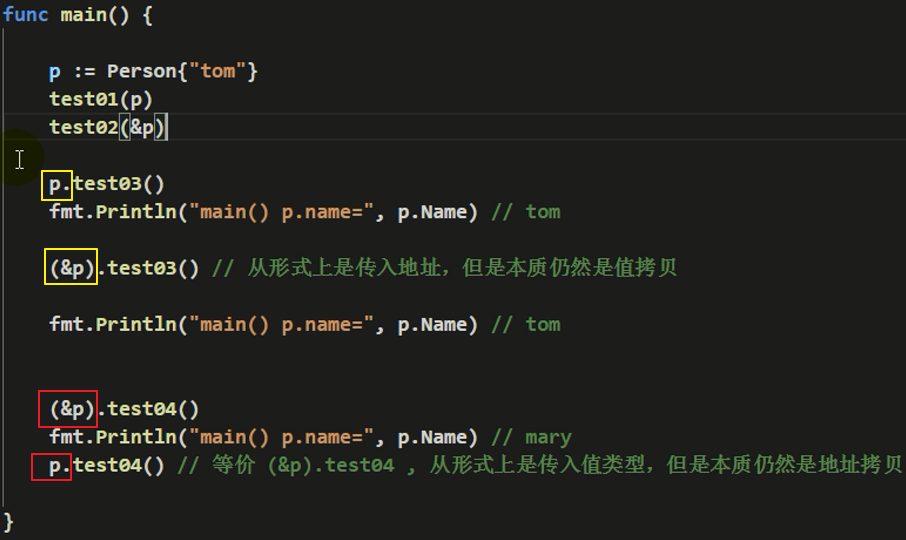 func main() {
p := Person{"tom"}
test01(p)
test02(&p)
p.test03()
fmt.Println("main() p.name=", p.Name) // tom
(&p).test03() // 从形式上是传入地址，但是本质仍然是值拷贝
fmt.Println("main() p.name=", p.Name) // tom
(&p).test04()
fmt.Println("main() p.name=", p.Name) // mary
p.test04() // 等价 (&p).test04 , 从形式上是传入值类型，但是本质仍然是地址拷贝
}